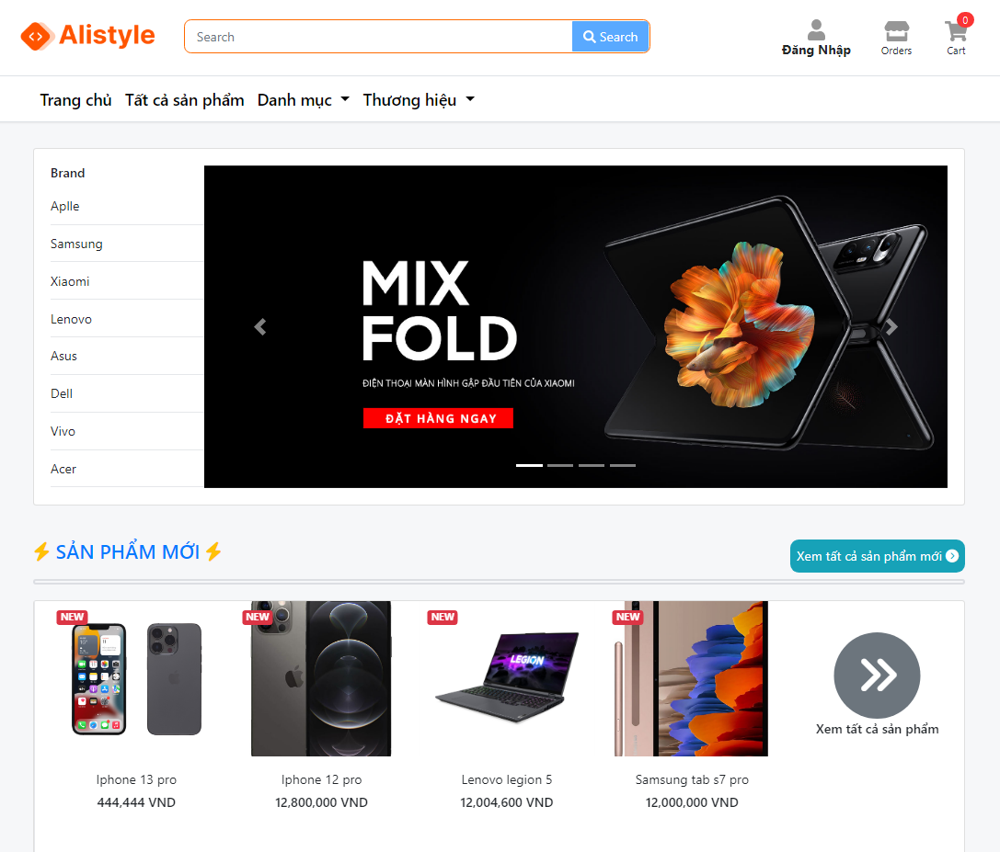 Alistyle
Search
Search
Đăng Nhập
Orders
0
Cart
Trang chủ
Tất cả sản phẩm
Danh mục
Thương hiệu
Brand
Aplle
Samsung
Xiaomi
Lenovo
Asus
Dell
Vivo
Acer
MIX
FOLD
ĐIỆN THOẠI MÀN HÌNH GẬP ĐẦU TIÊN CỦA XIAOMI
ĐẶT HÀNG NGAY
SẢN PHẨM MỚI
Xem tất cả sản phẩm mới
NEW
NEW
NEW
NEW
LEGION
Xem tất cả sản phẩm
Iphone 13 pro
444,444 VND
Iphone 12 pro
12,800,000 VND
Lenovo legion 5
12,004,600 VND
Samsung tab s7 pro
12,000,000 VND